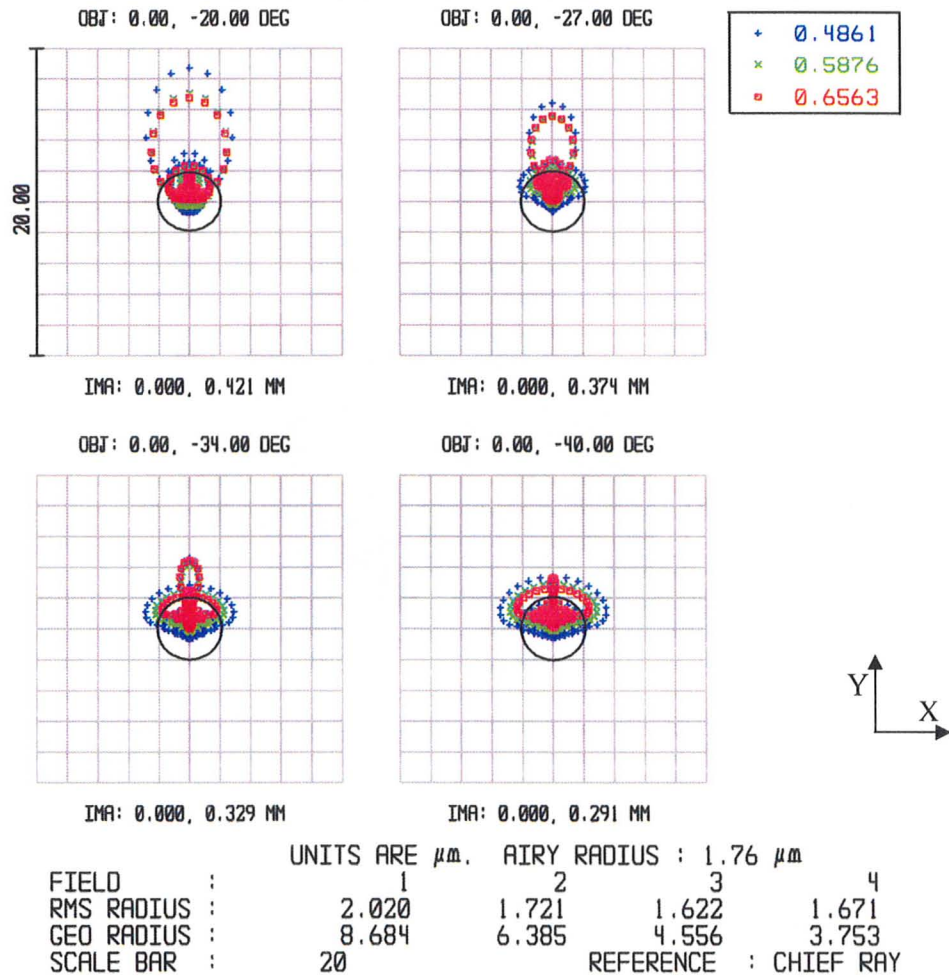 OBJ: 0.00, -20.00 DEG
OBJ: 0.00, -27.00 DEG
+ 0.4861
× 0.5876
0.6563
20.00
IMA: 0.000, 0.421 MM
IMA: 0.000, 0.374 MM
OBJ: 0.00, -34.00 DEG
OBJ: 0.00, -40.00 DEG
Y
X
IMA: 0.000, 0.329 MM
IMA: 0.000, 0.291 MM
UNITS ARE µm. AIRY RADIUS : 1.76 µm
FIELD : 1 2 3 4
RMS RADIUS : 2.020 1.721 1.622 1.671
GEO RADIUS : 8.684 6.385 4.556 3.753
SCALE BAR : 20 REFERENCE : CHIEF RAY